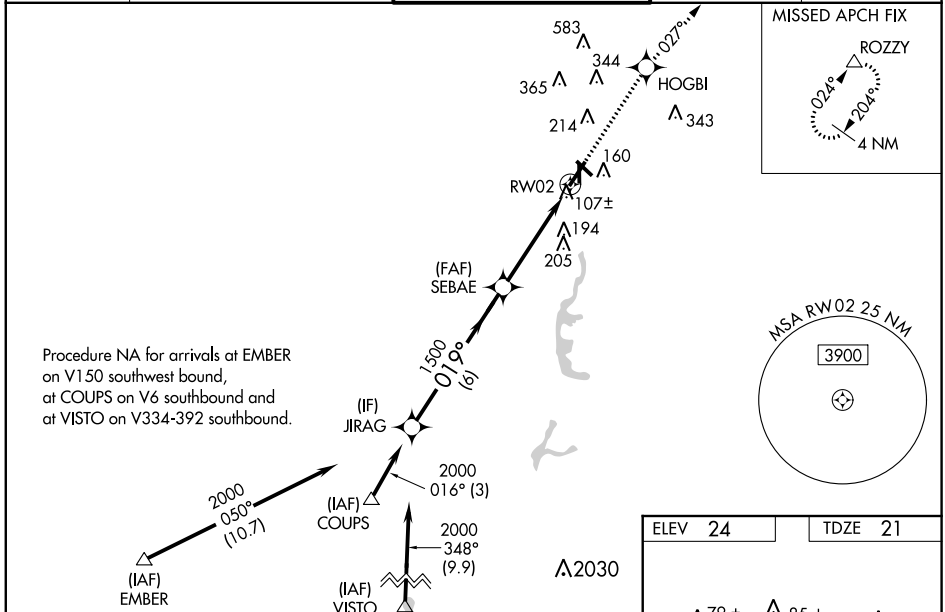 MISSED APCH FIX
ROZZY
024°
204°
4 NM
583
344
365
027°
HOGBI
214
343
160
RW02
107±
194
205
(FAF)
SEBAE
1500
019°
(6)
MSA RW02 25 NM
3900
Procedure NA for arrivals at EMBER
on V150 southwest bound,
at COUPS on V6 southbound and
at VISTO on V334-392 southbound.
(IF)
JIRAG
2000
016° (3)
(IAF)
COUPS
2000
050°
(10.7)
(IAF)
EMBER
2000
348°
(9.9)
(IAF)
VISTO
2030
ELEV 24
TDZE 21